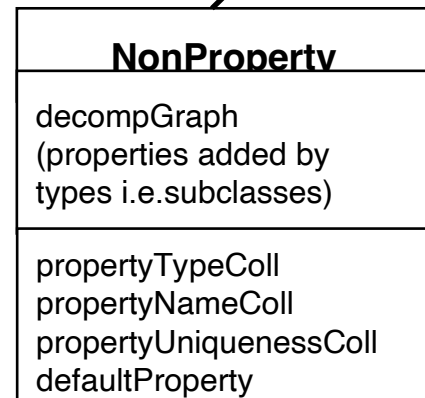 NonProperty
decompGraph
(properties added by
types i.e.subclasses)
propertyTypeColl
propertyNameColl
propertyUniquenessColl
defaultProperty